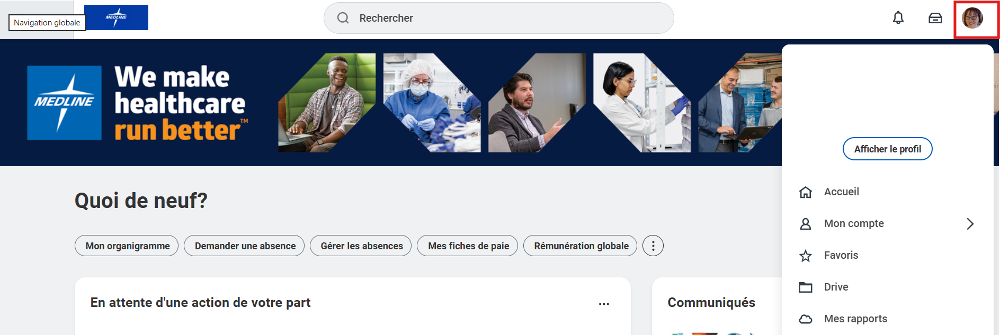 Navigation globale
MEDLINE
Rechercher
MEDLINE
We make
healthcare
run better™
Afficher le profil
Quoi de neuf?
Accueil
Mon compte
Mon organigramme
Demander une absence
Gérer les absences
Mes fiches de paie
Rémunération globale
Favoris
Drive
En attente d'une action de votre part
Communiqués
Mes rapports